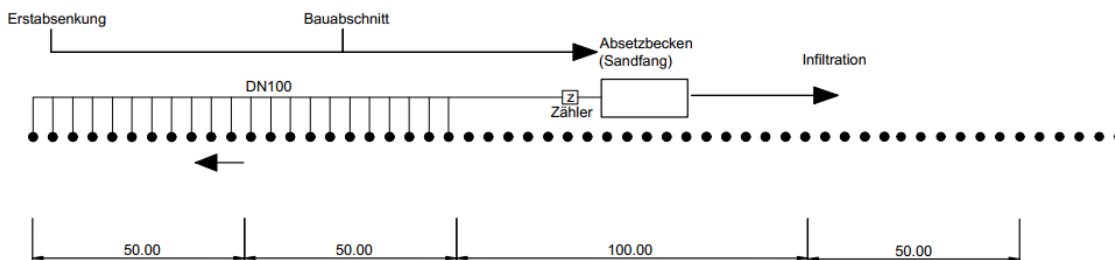 Erstabsenkung
Bauabschnitt
Absetzbecken
(Sandfang)
Infiltration
DN100
Z
Zähler
50.00
50.00
100.00
50.00